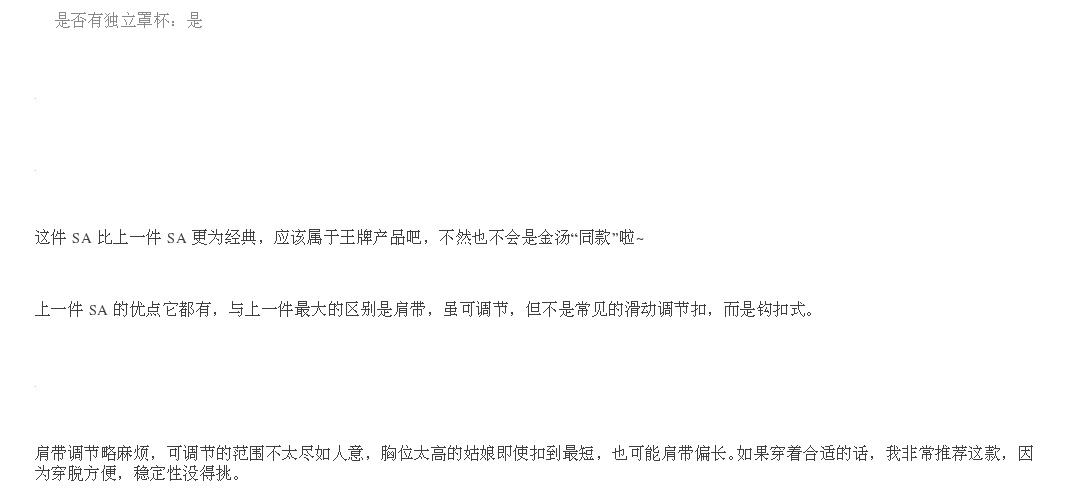 是否有独立罩杯：是
这件 SA 比上一件 SA 更为经典，应该属于王牌产品吧，不然也不会是金汤“同款”啦~
上一件 SA 的优点它都有，与上一件最大的区别是肩带，虽可调节，但不是常见的滑动调节扣，而是钩扣式。
肩带调节略麻烦，可调节的范围不太尽如人意，胸位太高的姑娘即使扣到最短，也可能肩带偏长。如果穿着合适的话，我非常推荐这款，因
为穿脱方便，稳定性没得挑。